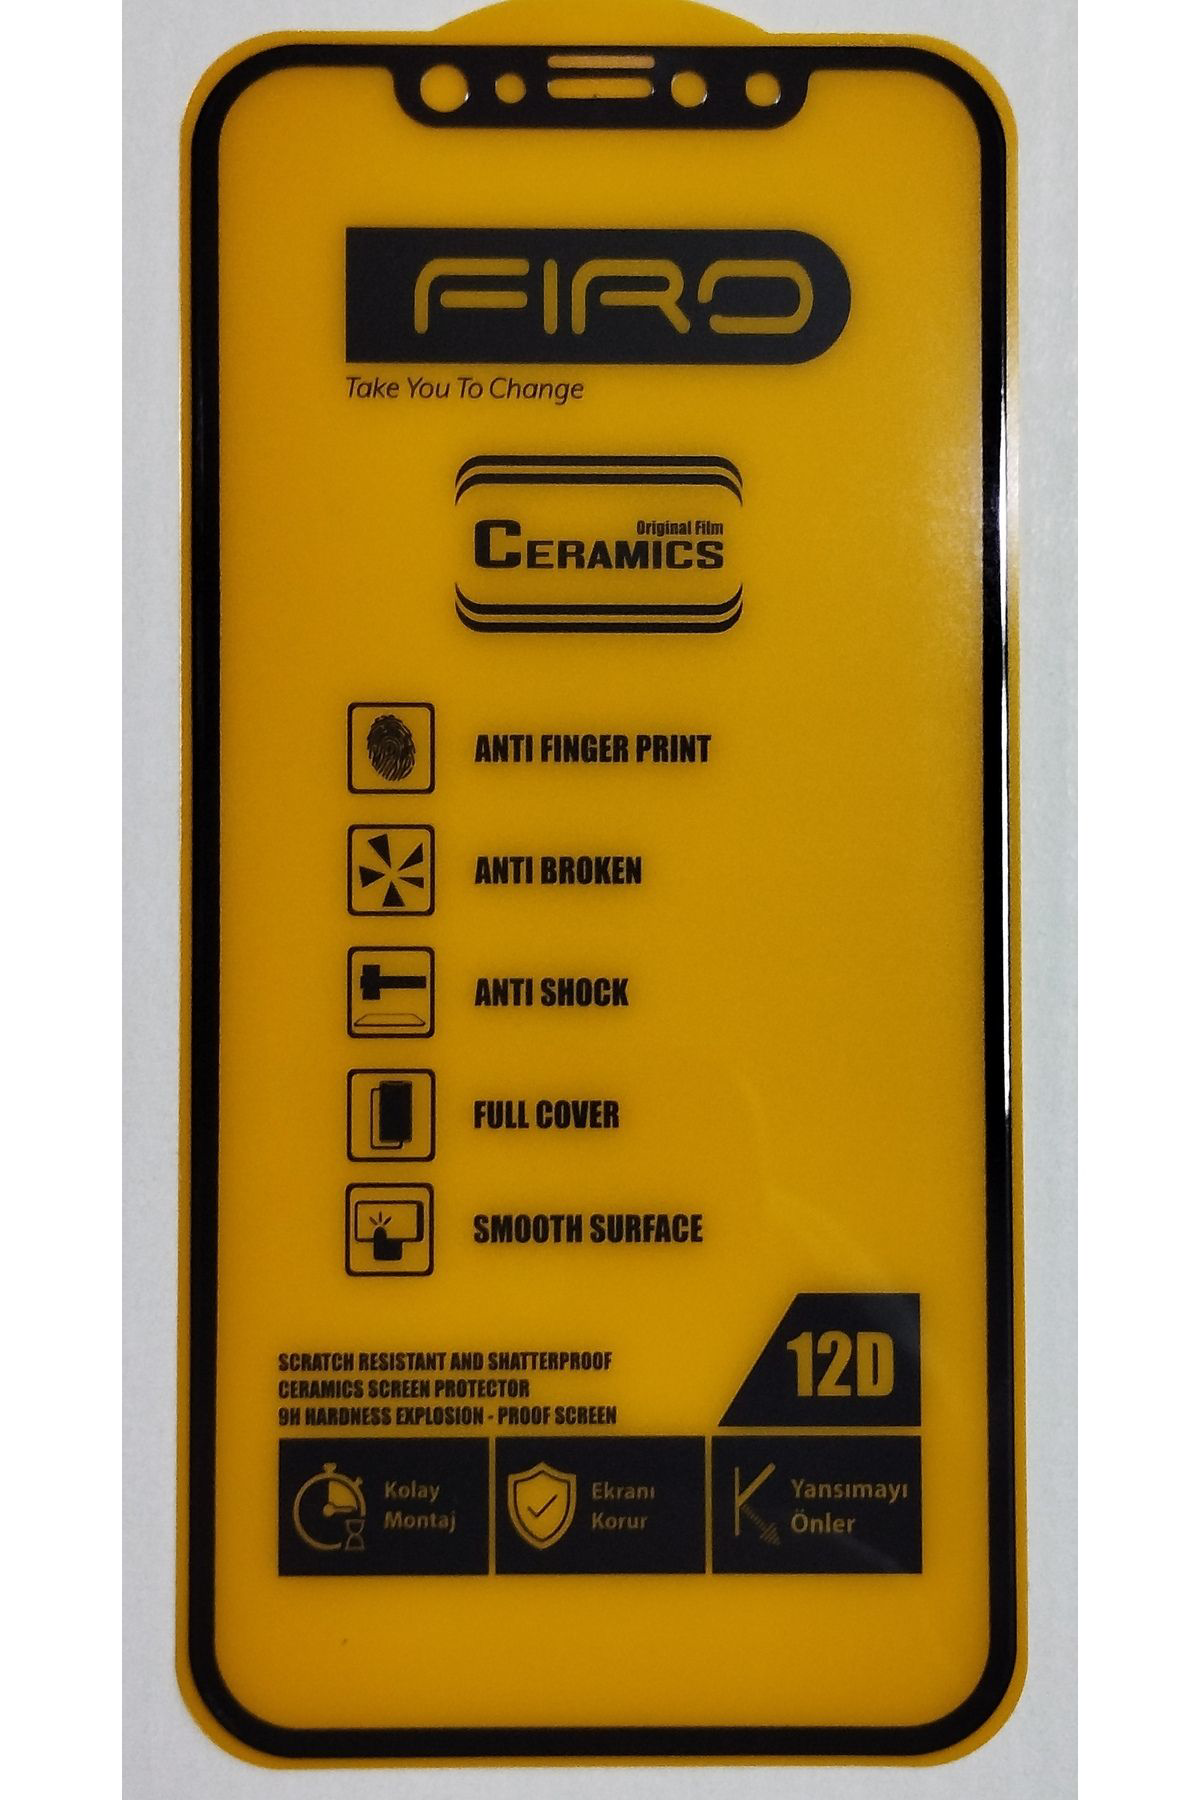 FIRO
Take You To Change
Original Film
CERAMICS
ANTI FINGER PRINT
ANTI BROKEN
ANTI SHOCK
FULL COVER
SMOOTH SURFACE
12D
SCRATCH RESISTANT AND SHATTERPROOF
CERAMICS SCREEN PROTECTOR
9H HARDNESS EXPLOSION - PROOF SCREEN
Kolay
Montaj
Ekranı
Korur
Yansımayı
Önler